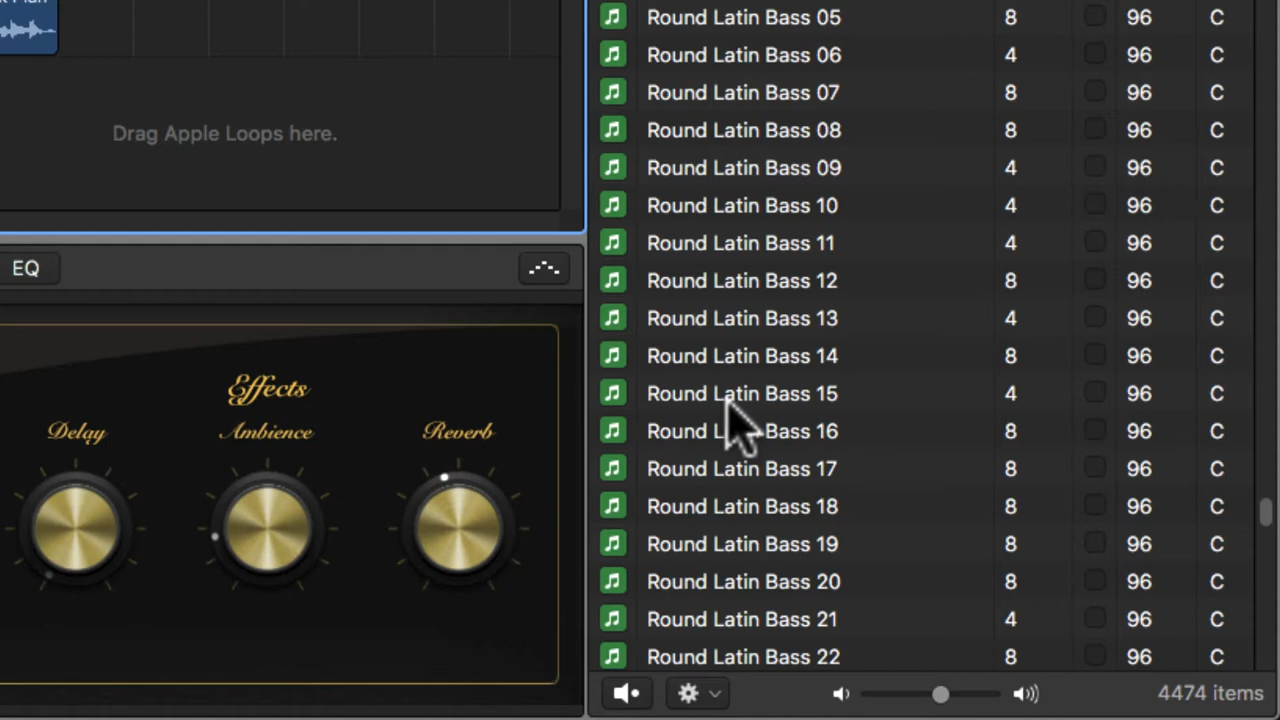 Drag Apple Loops here.
EQ
Effects
Delay
Ambience
Reverb
Round Latin Bass 05 8 96 C
Round Latin Bass 06 4 96 C
Round Latin Bass 07 8 96 C
Round Latin Bass 08 8 96 C
Round Latin Bass 09 4 96 C
Round Latin Bass 10 4 96 C
Round Latin Bass 11 4 96 C
Round Latin Bass 12 8 96 C
Round Latin Bass 13 4 96 C
Round Latin Bass 14 8 96 C
Round Latin Bass 15 4 96 C
Round Latin Bass 16 8 96 C
Round Latin Bass 17 8 96 C
Round Latin Bass 18 8 96 C
Round Latin Bass 19 8 96 C
Round Latin Bass 20 8 96 C
Round Latin Bass 21 4 96 C
Round Latin Bass 22 8 96 C
4474 items